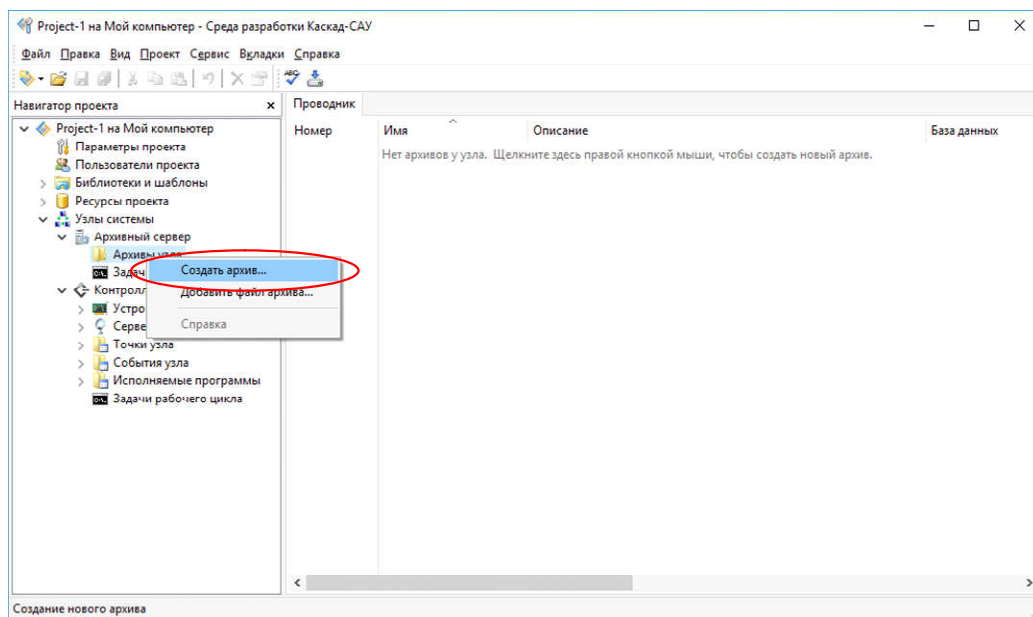 Project-1 на Мой компьютер - Среда разработки Каскад-САУ
Файл Правка Вид Проект Сервис Вкладки Справка
ABC
Навигатор проекта
Project-1 на Мой компьютер
Параметры проекта
Пользователи проекта
Библиотеки и шаблоны
Ресурсы проекта
Узлы системы
Архивный сервер
Архивы узла
Создать архив...
Добавить файл архива...
Справка
Точки узла
События узла
Исполняемые программы
Задачи рабочего цикла
Проводник
Номер Имя Описание База данных
Нет архивов у узла. Щелкните здесь правой кнопкой мыши, чтобы создать новый архив.
Создание нового архива